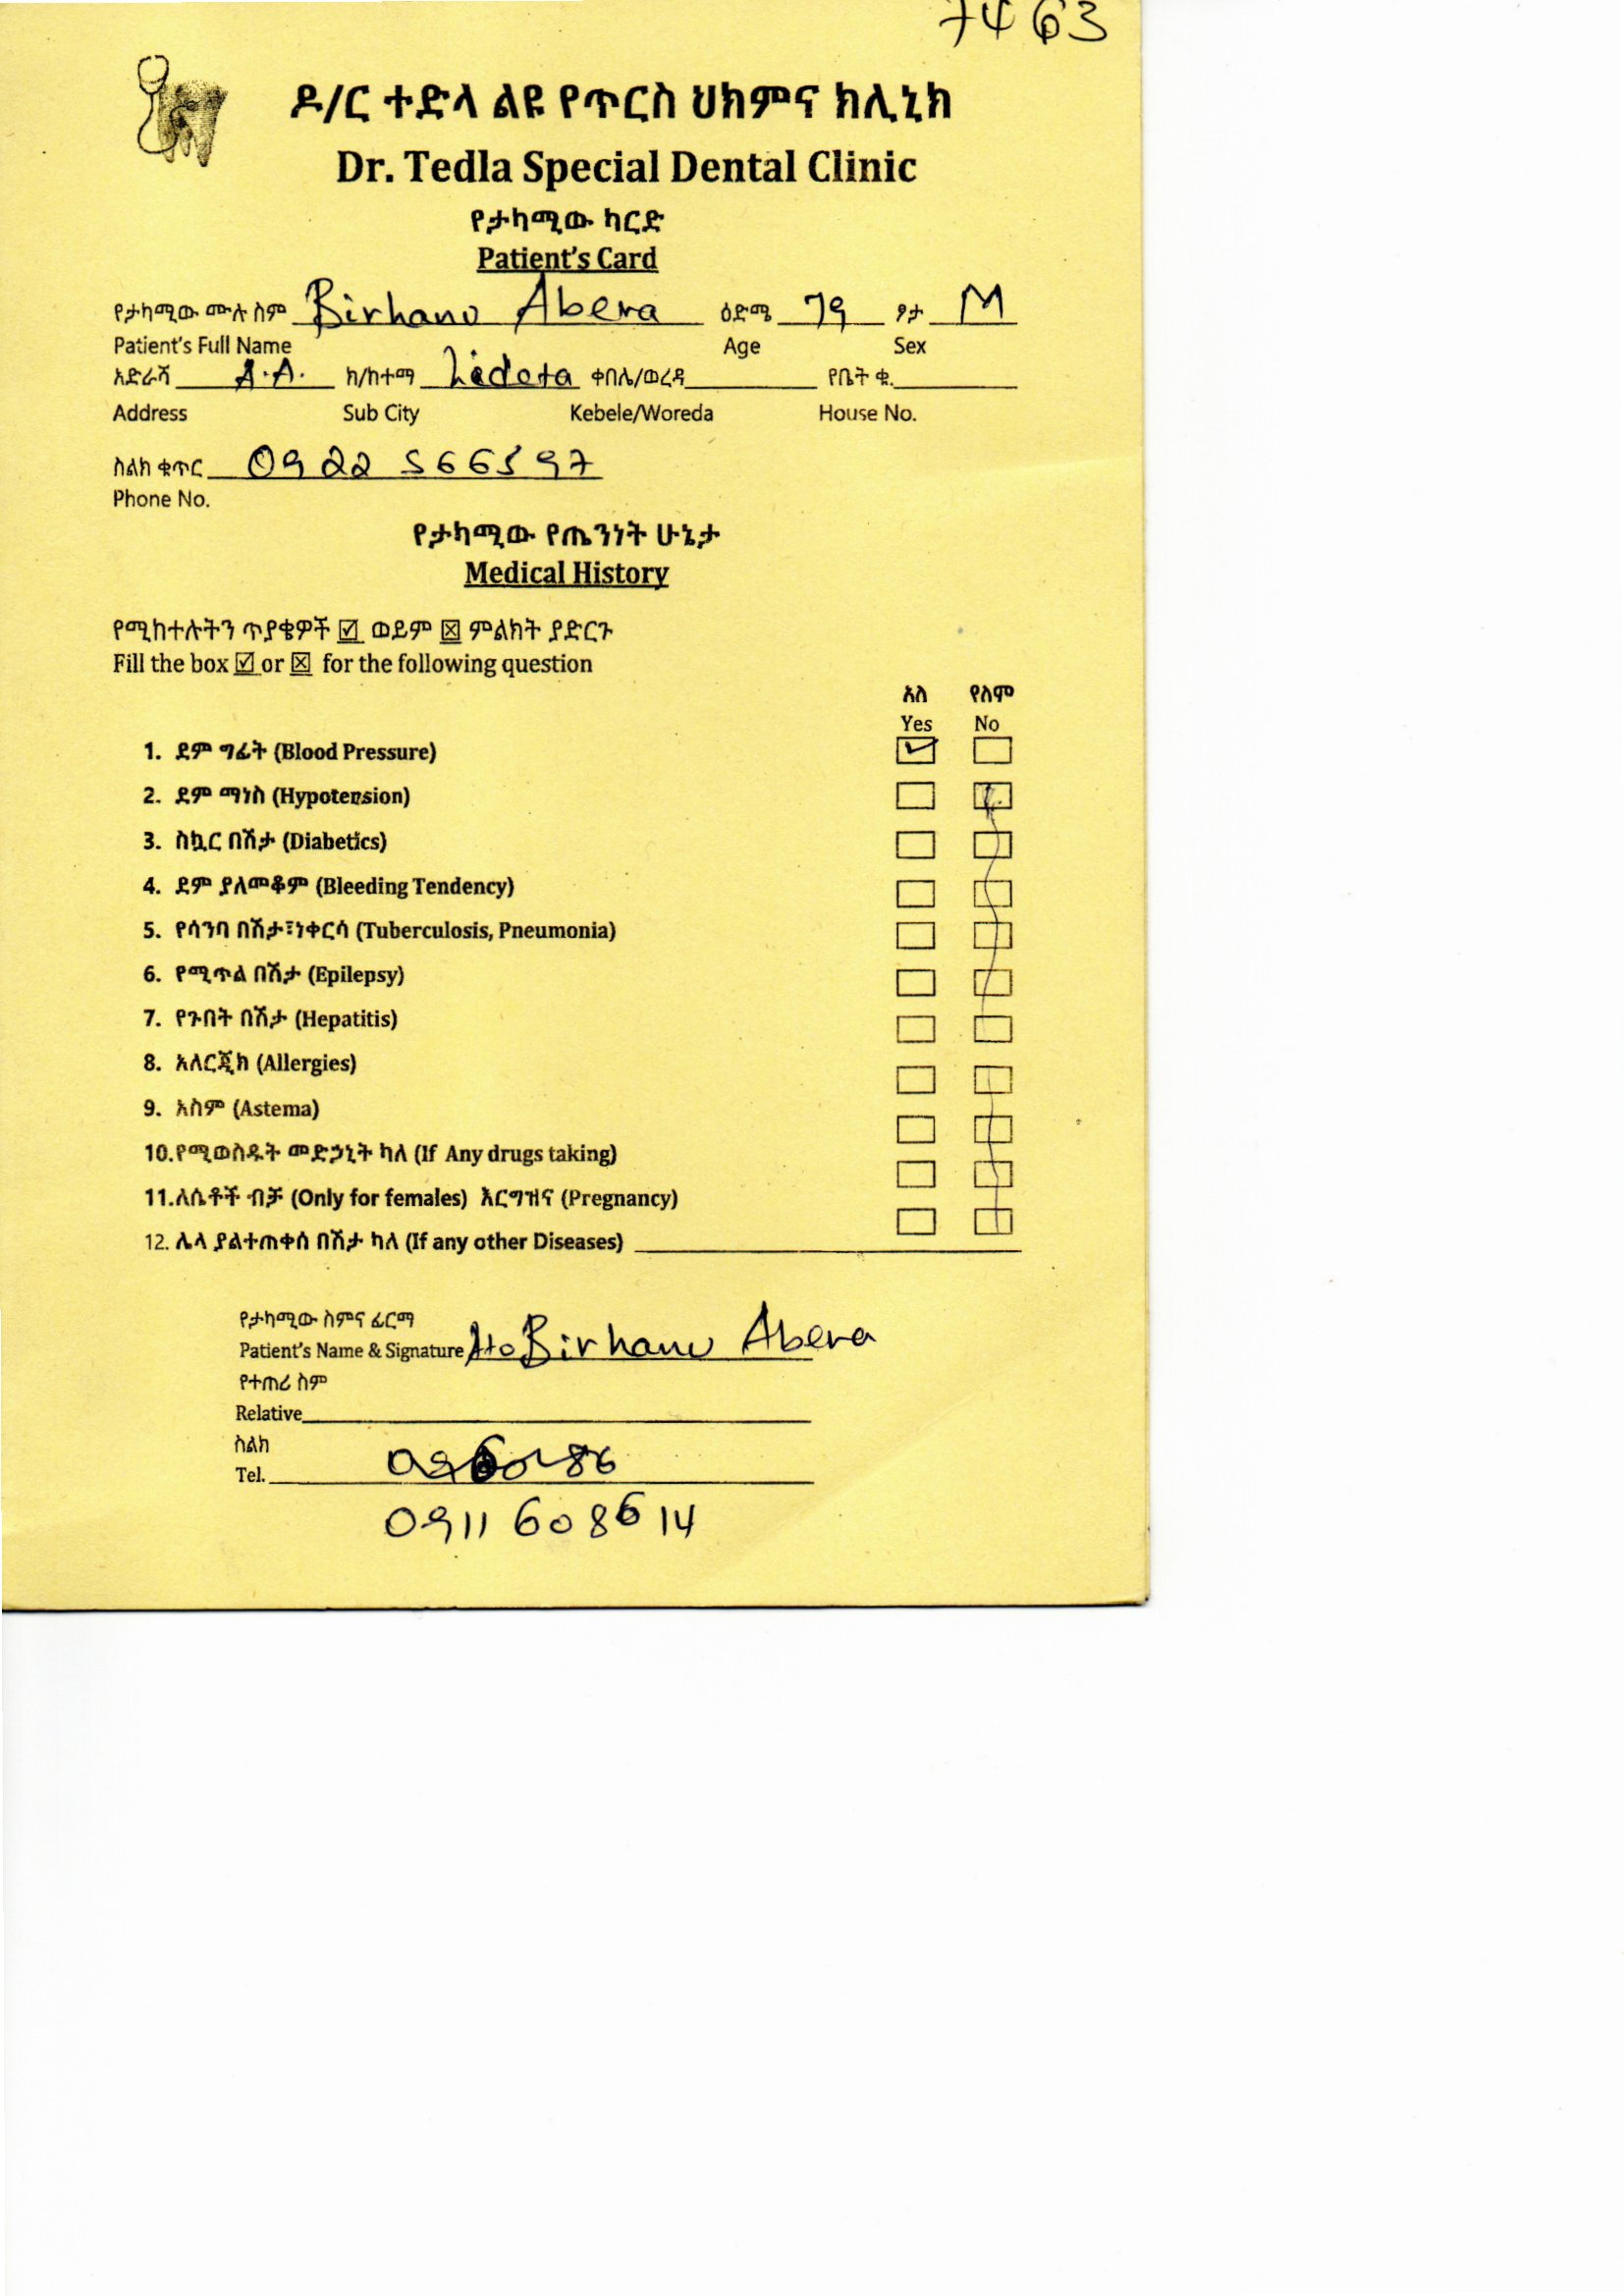 7463
ዶ/ር ተድላ ልዩ የጥርስ ህክምና ክሊኒክ
Dr. Tedla Special Dental Clinic
የታካሚው ካርድ
Patient's Card
የታካሚው ሙሉ ስም Birhanu Abera ዕድሜ 79 ፆታ M
Patient's Full Name Age Sex
አድራሻ A.A. ክ/ከተማ Lideta ቀበሌ/ወረዳ የቤት ቁ.
Address Sub City Kebele/Woreda House No.
ስልክ ቁጥር 0922 566597
Phone No.
የታካሚው የጤንነት ሁኔታ
Medical History
የሚከተሉትን ጥያቄዎች ☑ ወይም ☒ ምልክት ያድርጉ
Fill the box ☑ or ☒ for the following question
አለ የለም
Yes No
1. ደም ግፊት (Blood Pressure) ☑ ☐
2. ደም ማነስ (Hypotension)
3. ስኳር በሽታ (Diabetics)
4. ደም ያለመቆም (Bleeding Tendency)
5. የሳንባ በሽታ፣ነቀርሳ (Tuberculosis, Pneumonia)
6. የሚጥል በሽታ (Epilepsy)
7. የጉበት በሽታ (Hepatitis)
8. አለርጂክ (Allergies)
9. አስም (Astema)
10.የሚወስዱት መድኃኒት ካለ (If Any drugs taking)
11.ለሴቶች ብቻ (Only for females) እርግዝና (Pregnancy)
12. ሌላ ያልተጠቀሰ በሽታ ካለ (If any other Diseases)
የታካሚው ስምና ፊርማ
Patient's Name & Signature Ato Birhanu Abera
የተጠሪ ስም
Relative
ስልክ
Tel.
0911 608614